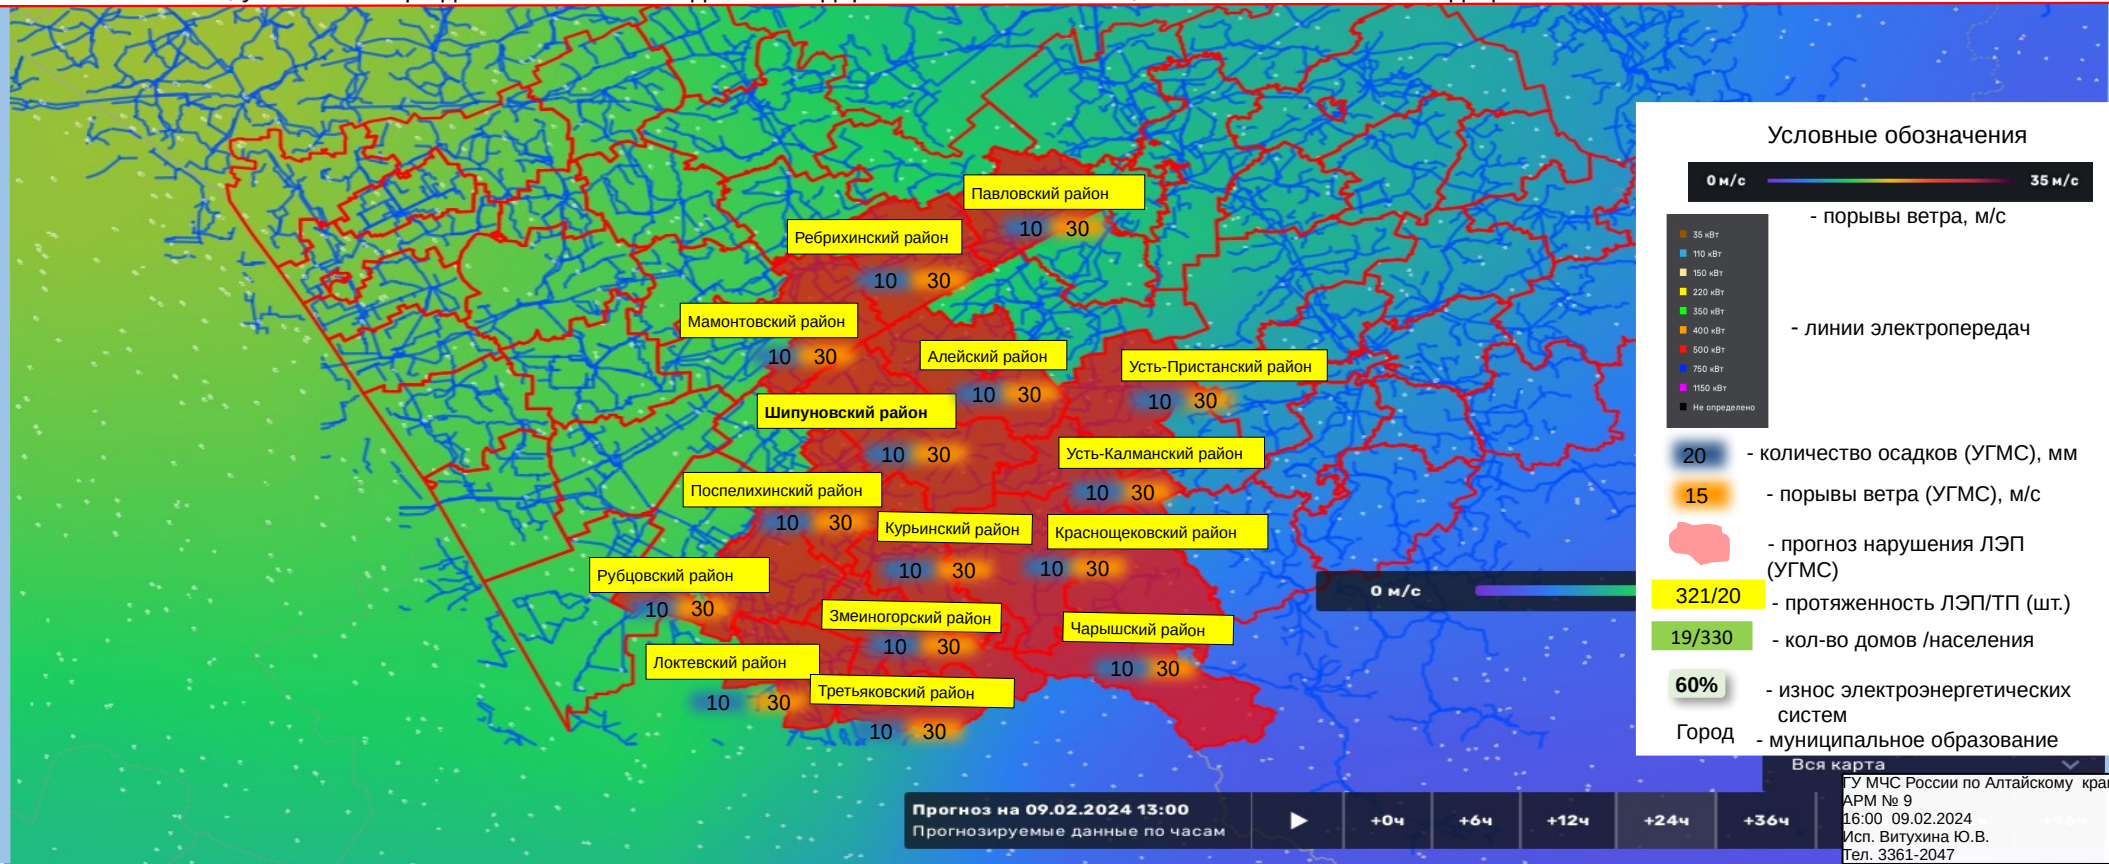 Условные обозначения
0 м/с
35 м/с
- порывы ветра, м/с
35 кВт
110 кВт
150 кВт
220 кВт
350 кВт
400 кВт
500 кВт
750 кВт
1150 кВт
Не определено
- линии электропередач
20 - количество осадков (УГМС), мм
15 - порывы ветра (УГМС), м/с
- прогноз нарушения ЛЭП
(УГМС)
321/20 - протяженность ЛЭП/ТП (шт.)
19/330 - кол-во домов /населения
60% - износ электроэнергетических
систем
Город - муниципальное образование
Павловский район
10 30
Ребрихинский район
10 30
Мамонтовский район
10 30
Алейский район
10 30
Усть-Пристанский район
10 30
Шипуновский район
10 30
Усть-Калманский район
10 30
Поспелихинский район
10 30
Курьинский район
10 30
Краснощековский район
10 30
Рубцовский район
10 30
Змеиногорский район
10 30
Чарышский район
10 30
Локтевский район
10 30
Третьяковский район
10 30
0 м/с
Вся карта
Прогноз на 09.02.2024 13:00
Прогнозируемые данные по часам
+0ч +6ч +12ч +24ч +36ч
ГУ МЧС России по Алтайскому кра
АРМ № 9
16:00 09.02.2024
Исп. Витухина Ю.В.
Тел. 3361-2047